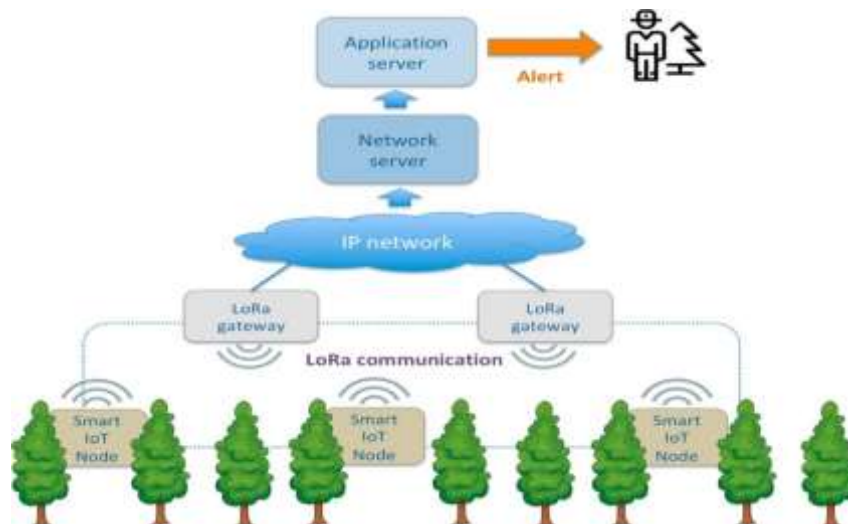 Application
server
Alert
Network
server
IP network
LoRa
gateway
LoRa
gateway
LoRa communication
Smart
IoT
Node
Smart
IoT
Node
Smart
IoT
Node